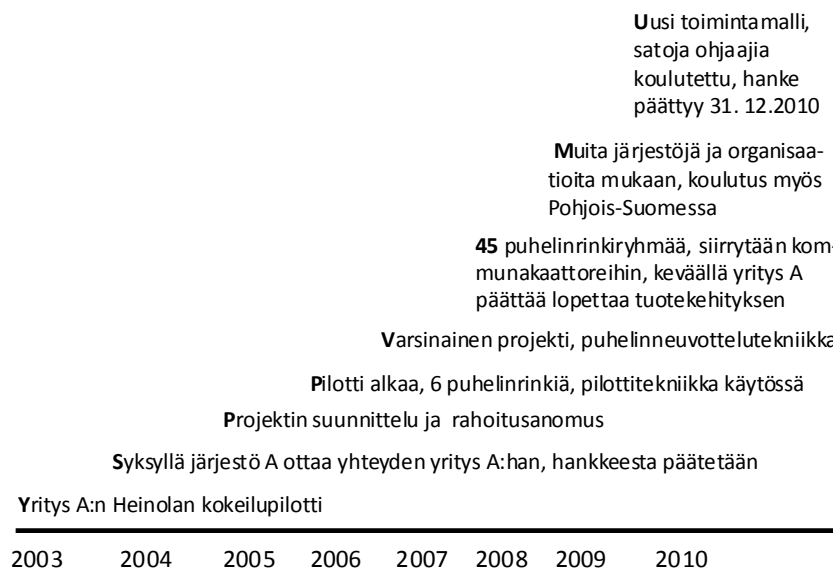 Uusi toimintamalli,
satoja ohjaajia
koulutettu, hanke
päättyy 31. 12.2010
Muita järjestöjä ja organisaa-
tioita mukaan, koulutus myös
Pohjois-Suomessa
45 puhelinrinkiryhmää, siirrytään kom-
munakaattoreihin, keväällä yritys A
päättää lopettaa tuotekehityksen
Varsinainen projekti, puhelinneuvottelutekniikka
Pilotti alkaa, 6 puhelinrinkiä, pilottitekniikka käytössä
Projektin suunnittelu ja rahoitusanomus
Syksyllä järjestö A ottaa yhteyden yritys A:han, hankkeesta päätetään
Yritys A:n Heinolan kokeilupilotti
2003 2004 2005 2006 2007 2008 2009 2010